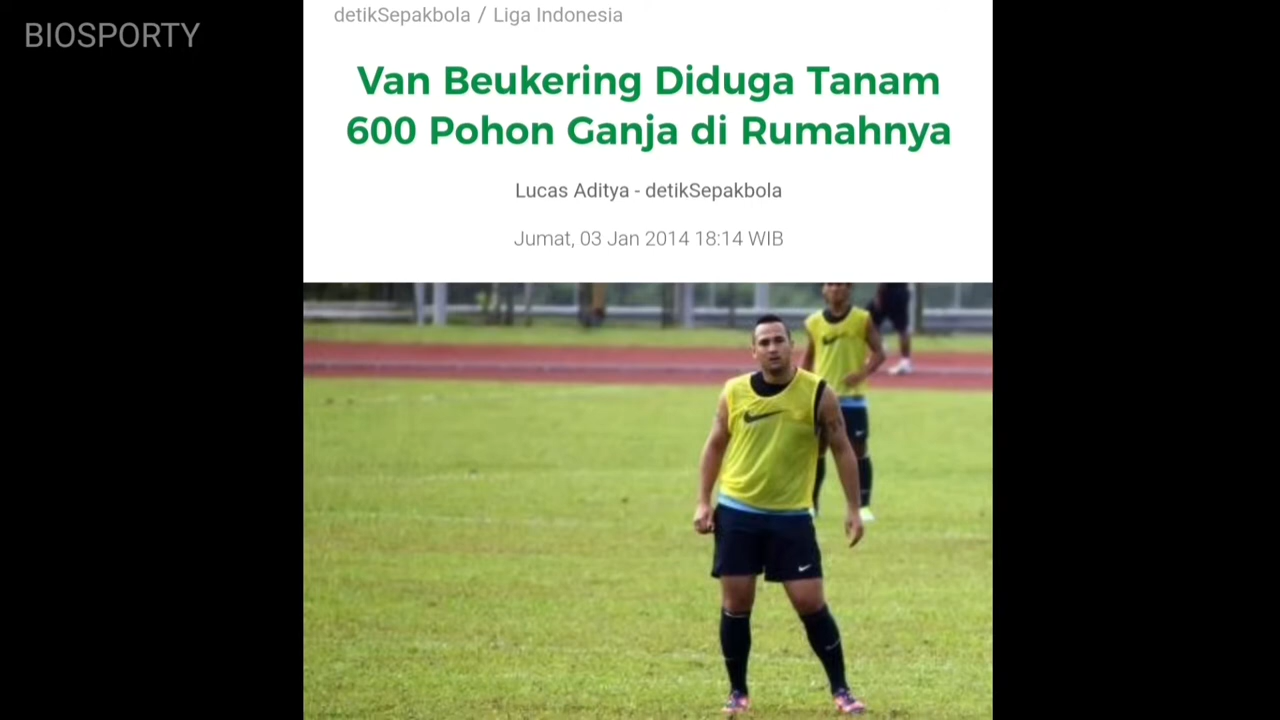 BIOSPORTY
detikSepakbola / Liga Indonesia
Van Beukering Diduga Tanam
600 Pohon Ganja di Rumahnya
Lucas Aditya - detikSepakbola
Jumat, 03 Jan 2014 18:14 WIB